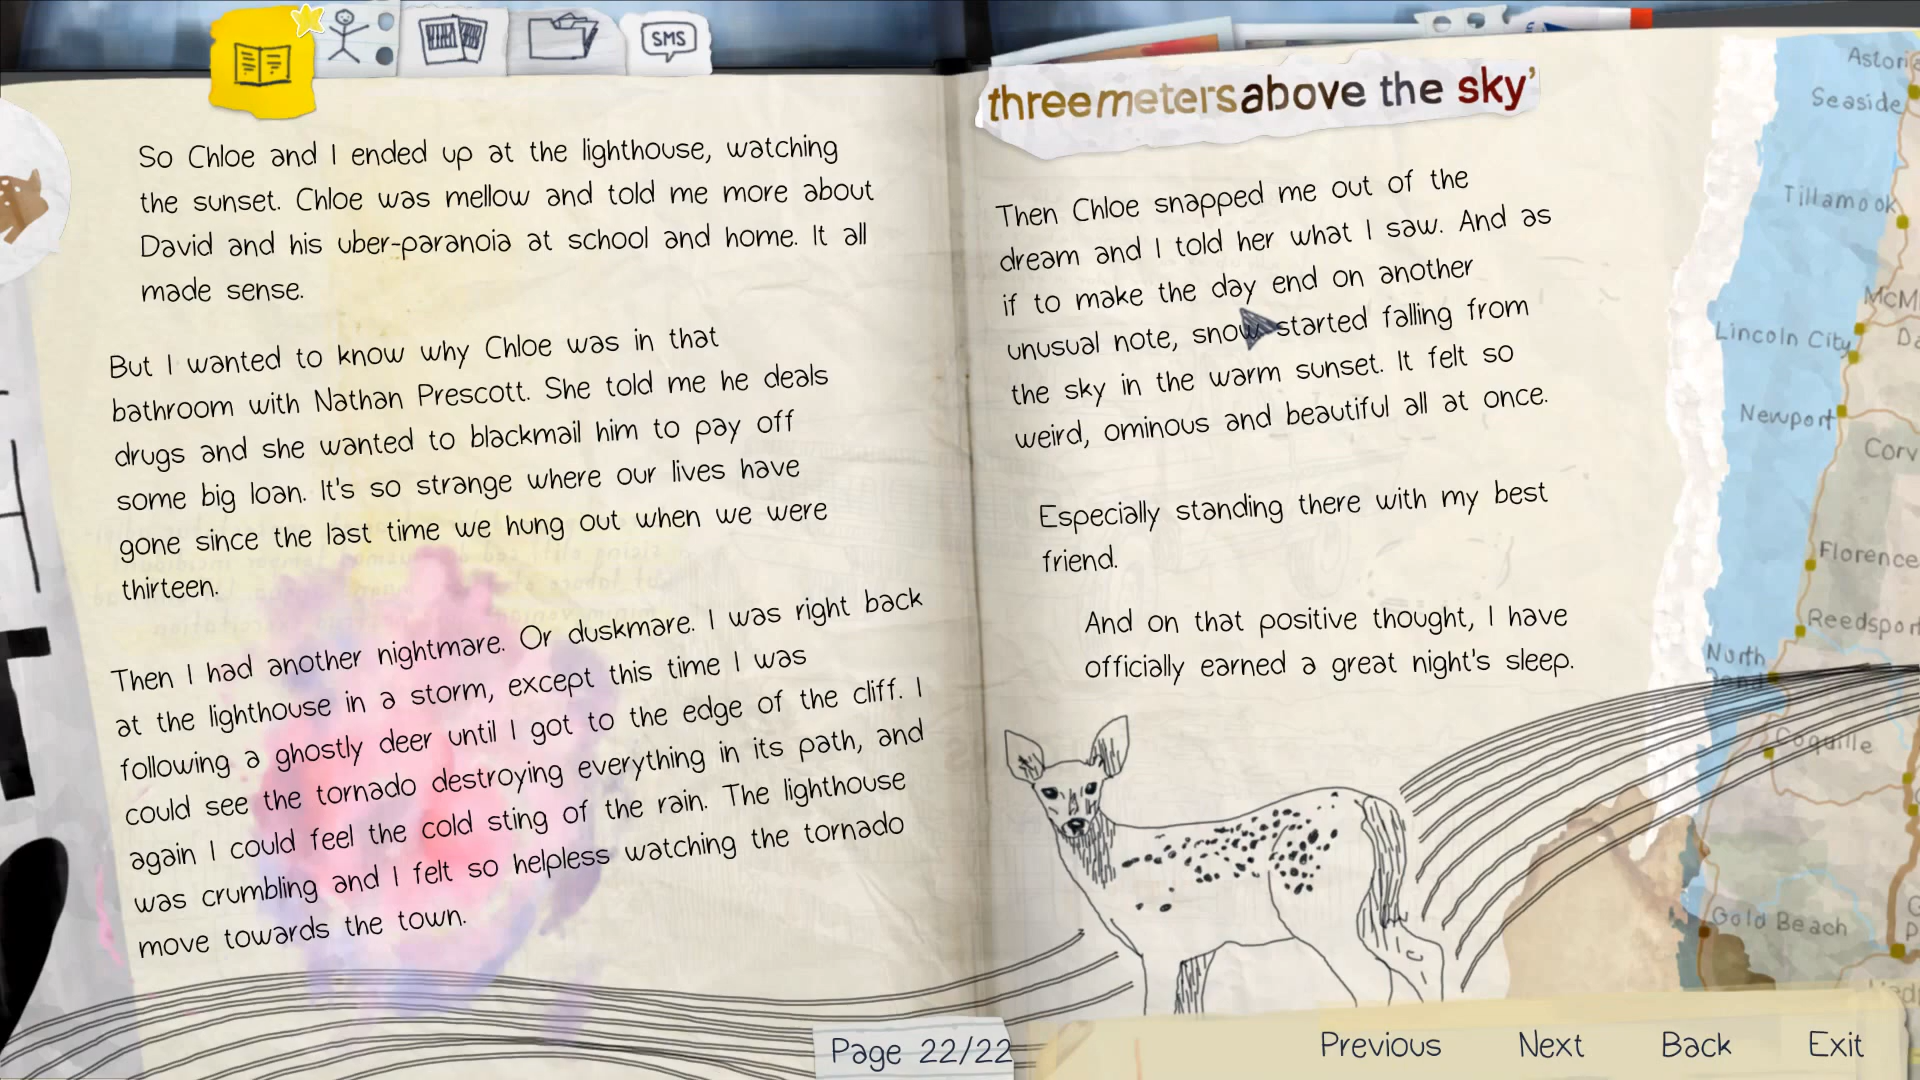 SMS
So Chloe and I ended up at the lighthouse, watching
the sunset. Chloe was mellow and told me more about
David and his uber-paranoia at school and home. It all
made sense.
But I wanted to know why Chloe was in that
bathroom with Nathan Prescott. She told me he deals
drugs and she wanted to blackmail him to pay off
some big loan. It's so strange where our lives have
gone since the last time we hung out when we were
thirteen.
Then I had another nightmare. Or duskmare. I was right back
at the lighthouse in a storm, except this time I was
following a ghostly deer until I got to the edge of the cliff. I
could see the tornado destroying everything in its path, and
again I could feel the cold sting of the rain. The lighthouse
was crumbling and I felt so helpless watching the tornado
move towards the town.
threemetersabove the sky'
Then Chloe snapped me out of the
dream and I told her what I saw. And as
if to make the day end on another
unusual note, snow started falling from
the sky in the warm sunset. It felt so
weird, ominous and beautiful all at once.
Especially standing there with my best
friend.
And on that positive thought, I have
officially earned a great night's sleep.
Seaside
Tillamook
Lincoln City
Newport
Florence
Reedsport
North
Coquille
Gold Beach
Page 22/22
Previous
Next
Back
Exit